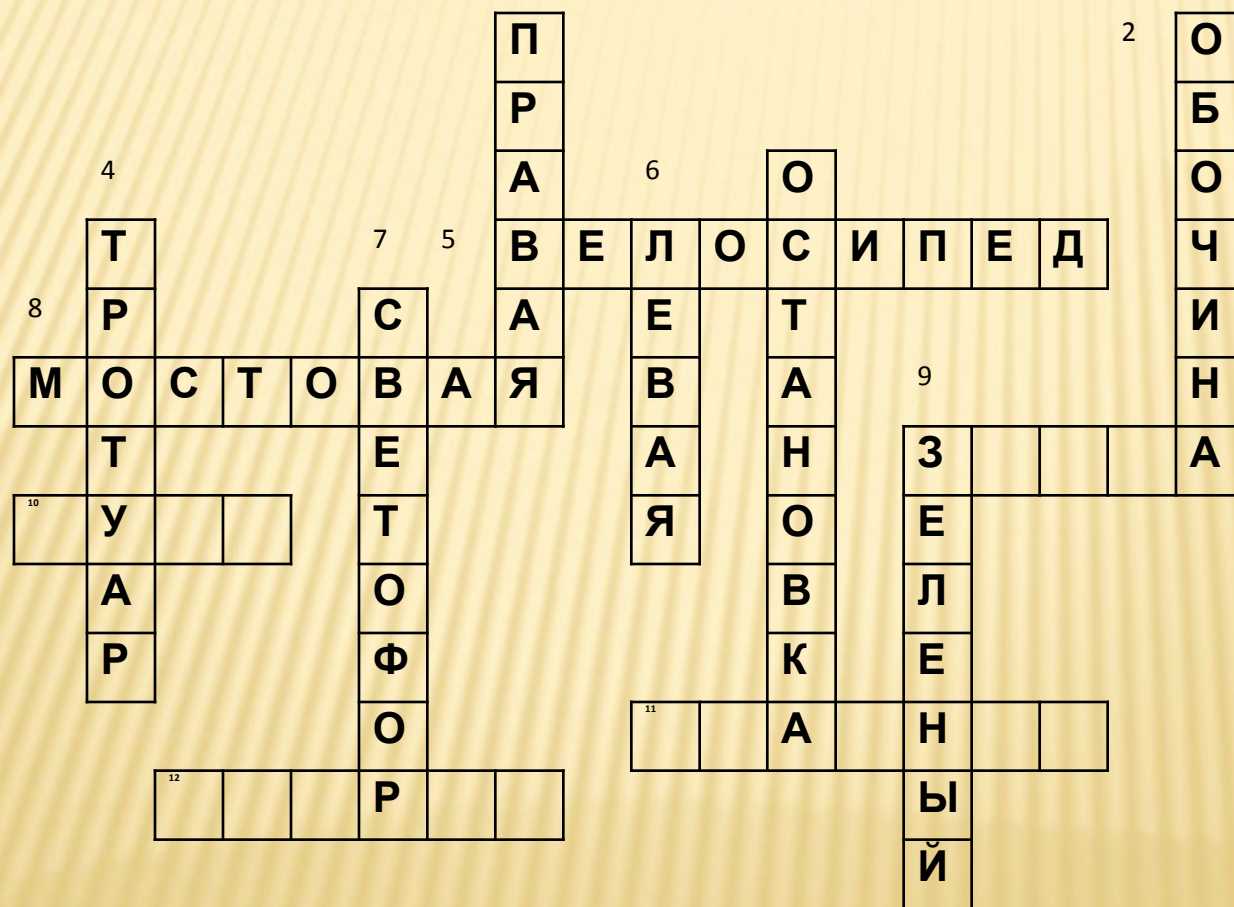 П 2 О
Р Б
4 А 6 О О
Т 7 5 В Е Л О С И П Е Д Ч
8 Р С А Е Т И
М О С Т О В А Я В А 9 Н
Т Е А Н З А
10 У Т Я О Е
А О В Л
Р Ф К Е
О 11 А Н
12 Р Ы
Й